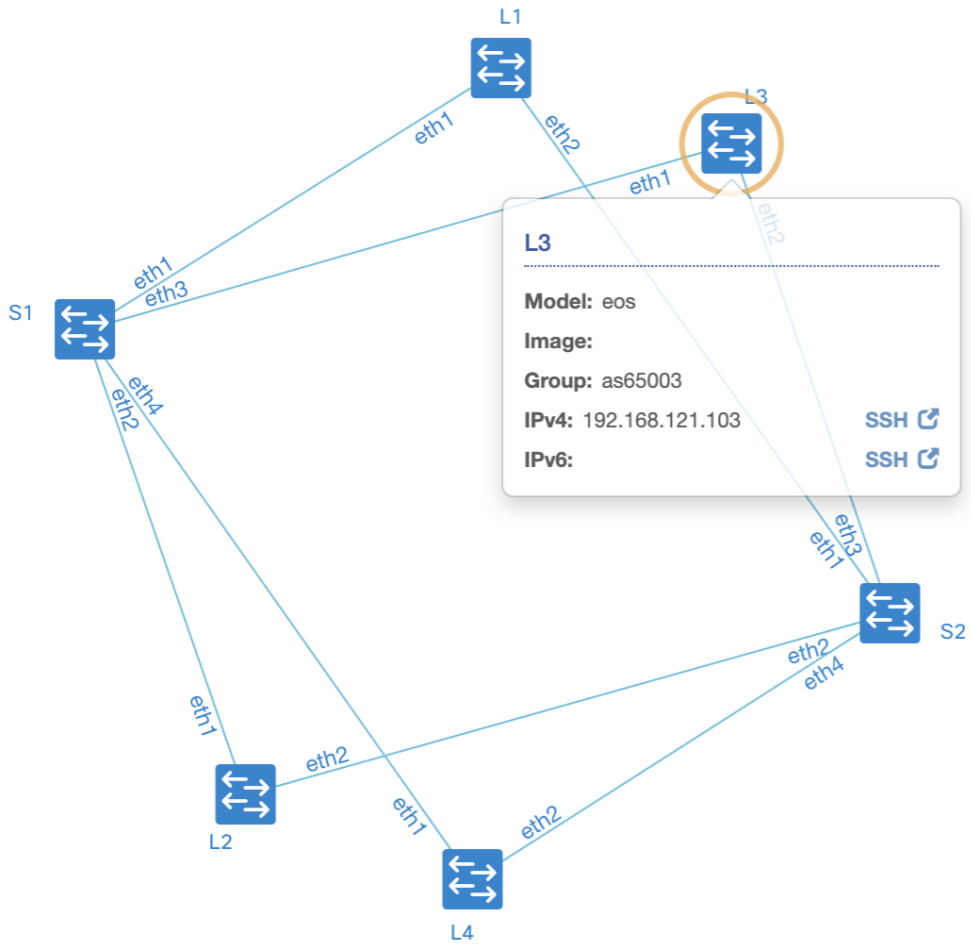 L1
L3
eth1
eth2
eth1
eth2
L3
Model: eos
Image:
Group: as65003
IPv4: 192.168.121.103 SSH
IPv6: SSH
eth1
eth3
S1
eth4
eth2
eth3
eth1
S2
eth2
eth4
eth1
eth2
L2
eth1
eth2
L4